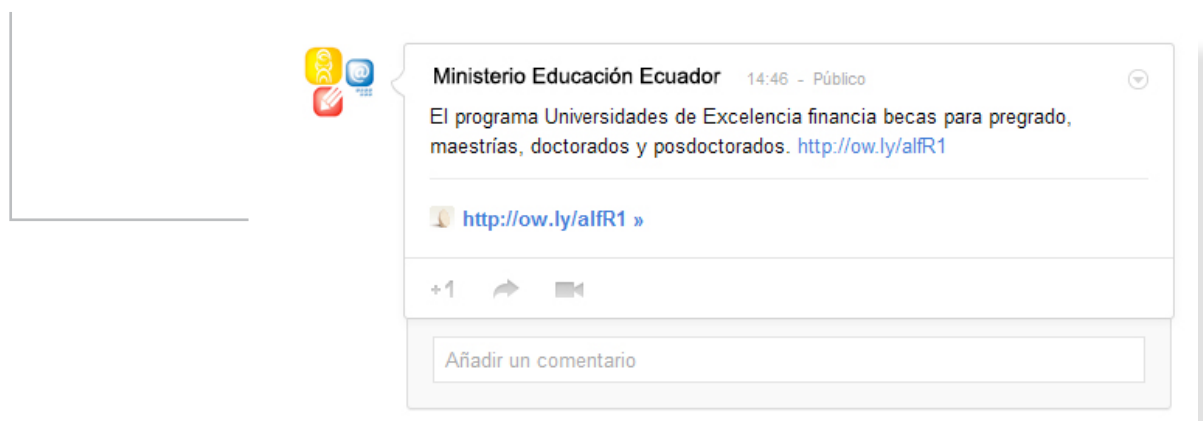 Ministerio Educación Ecuador 14:46 - Público
El programa Universidades de Excelencia financia becas para pregrado,
maestrías, doctorados y posdoctorados. http://ow.ly/alfR1
http://ow.ly/alfR1 »
+1
Añadir un comentario